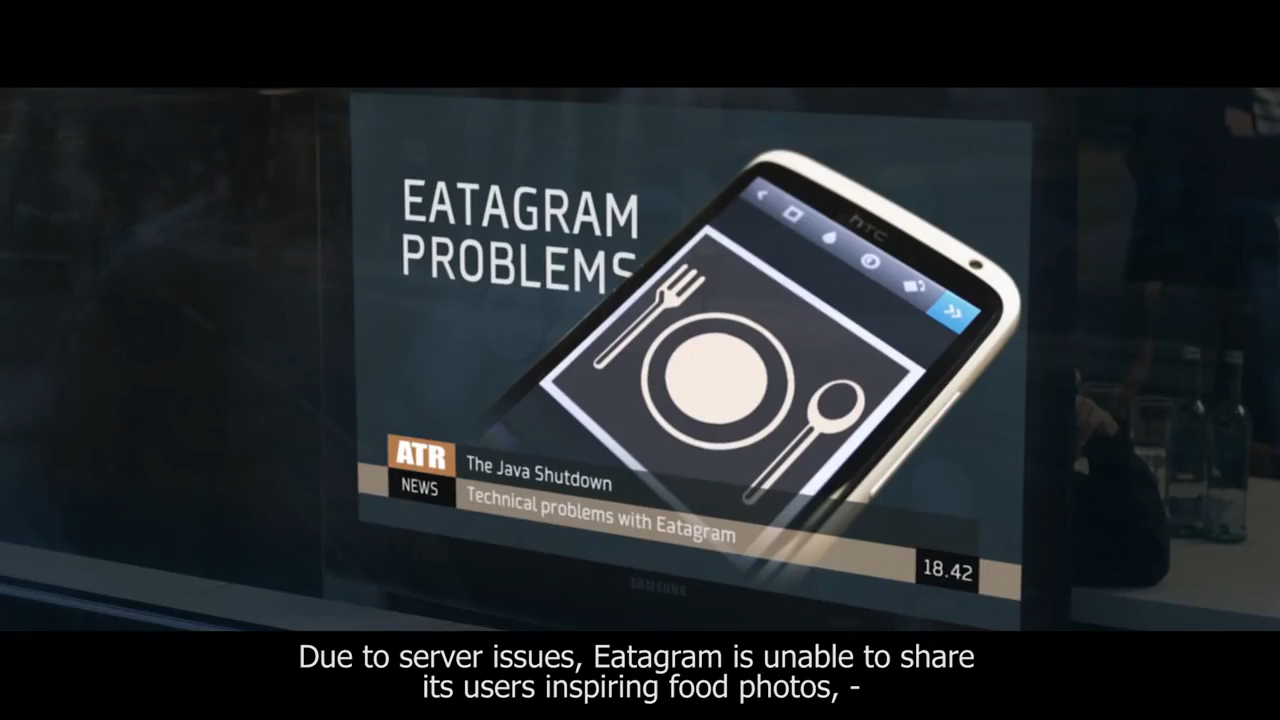 EATAGRAM
PROBLEMS
hTC
ATR
The Java Shutdown
NEWS
Technical problems with Eatagram
18.42
SAMSUNG
Due to server issues, Eatagram is unable to share
its users inspiring food photos, -